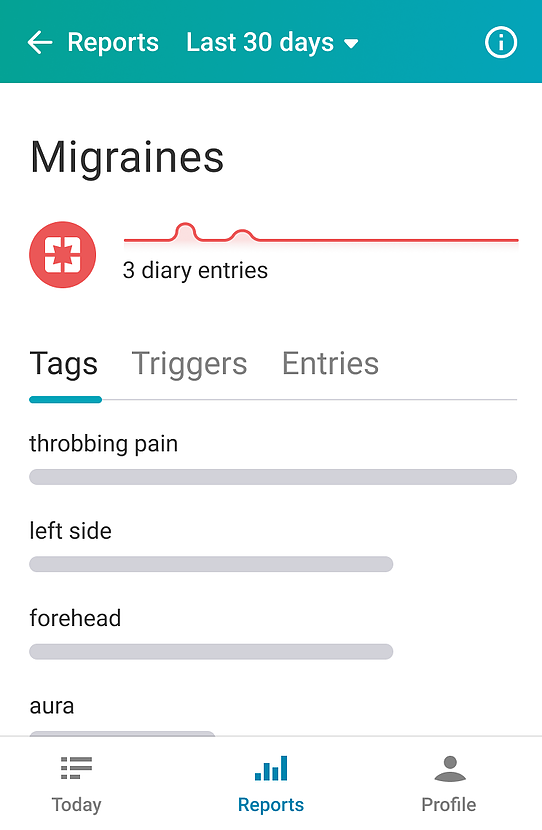 Reports Last 30 days
Migraines
3 diary entries
Tags Triggers Entries
throbbing pain
left side
forehead
aura
Today Reports Profile